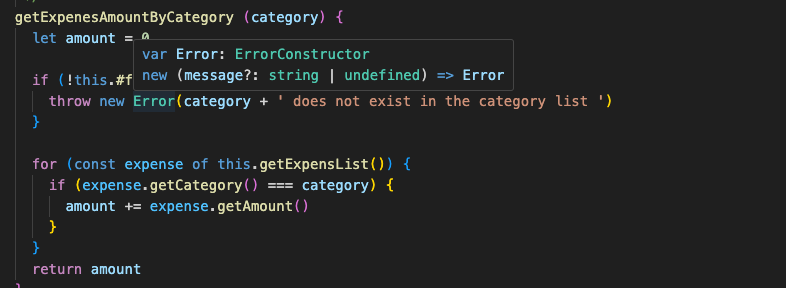 getExpenesAmountByCategory (category) {
let amount = 0
var Error: ErrorConstructor
new (message?: string | undefined) => Error
if (!this.#f
throw new Error(category + ' does not exist in the category list ')
}
for (const expense of this.getExpensList()) {
if (expense.getCategory() === category) {
amount += expense.getAmount()
}
}
return amount
}